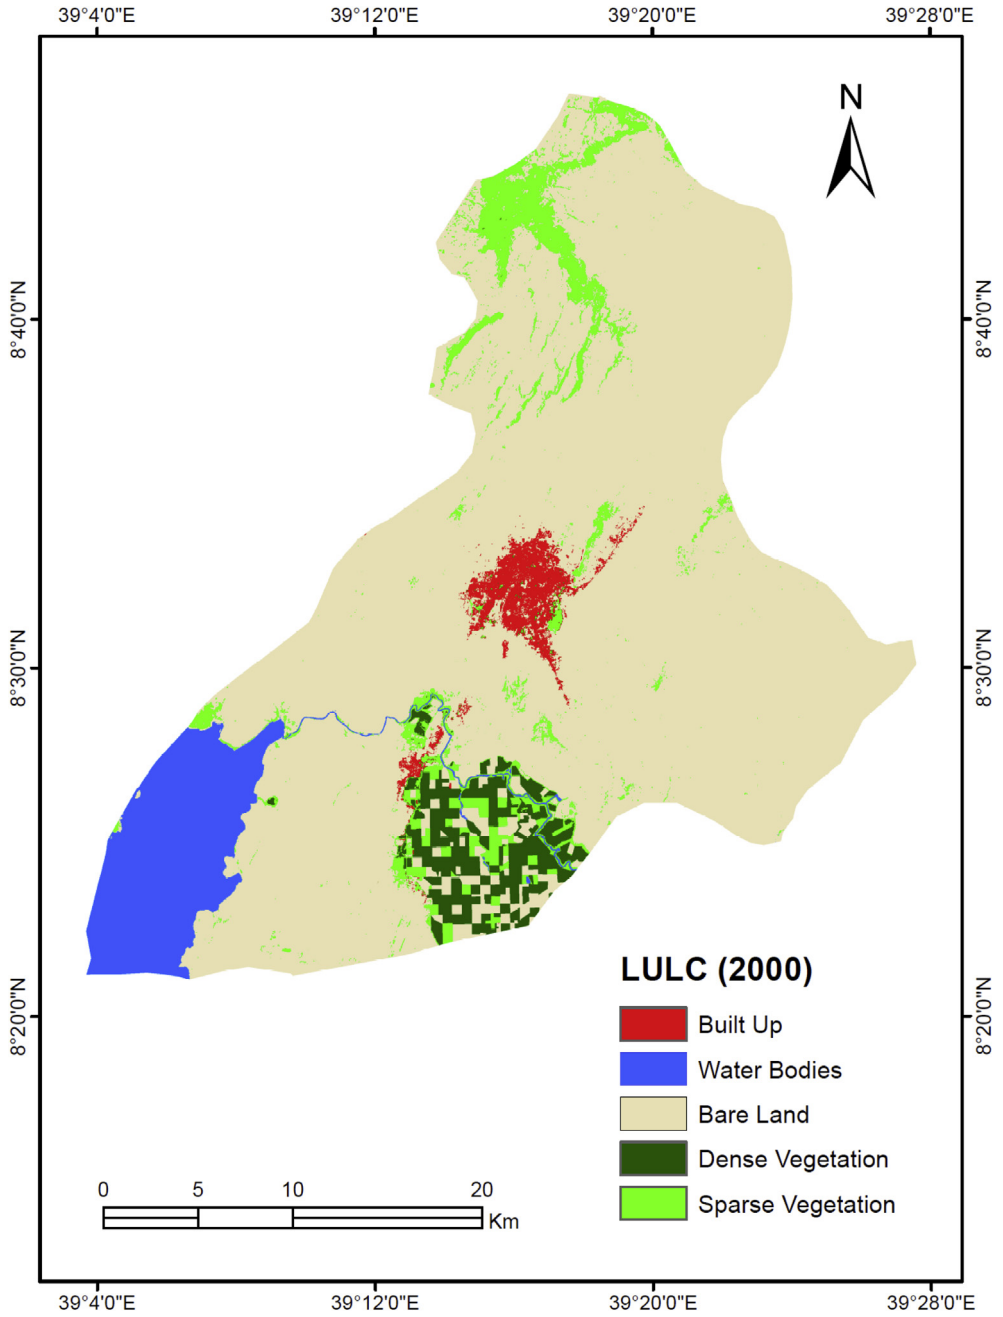 39°4'0"E 39°12'0"E 39°20'0"E 39°28'0"E
N
8°40'0"N 8°40'0"N
8°30'0"N 8°30'0"N
LULC (2000)
8°20'0"N 8°20'0"N
Built Up
Water Bodies
Bare Land
Dense Vegetation
Sparse Vegetation
0 5 10 20
Km
39°4'0"E 39°12'0"E 39°20'0"E 39°28'0"E